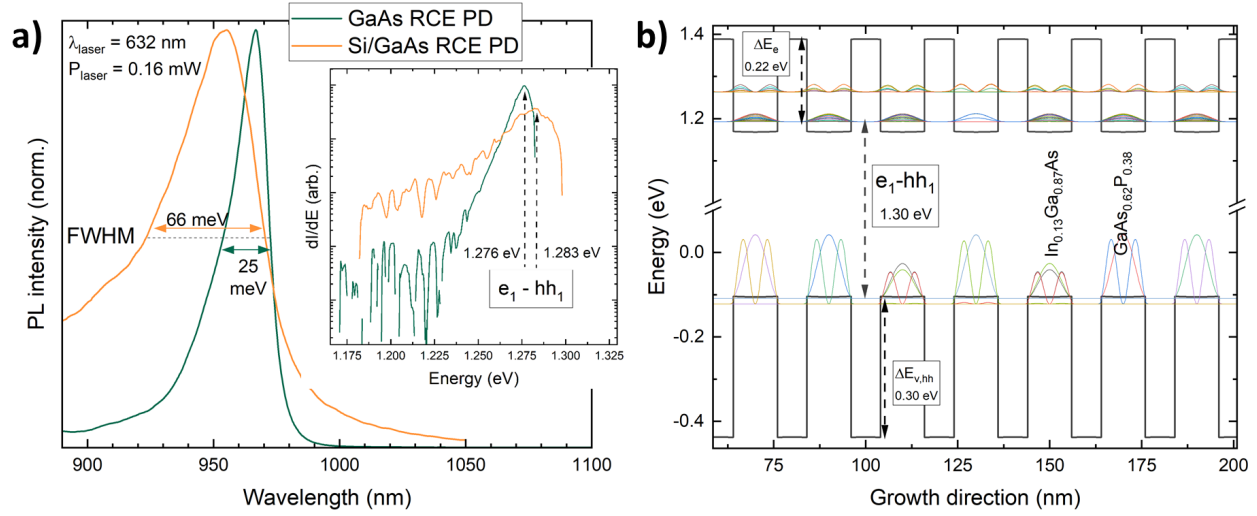 a)
λlaser = 632 nm
Plaser = 0.16 mW
GaAs RCE PD
Si/GaAs RCE PD
PL intensity (norm.)
FWHM
66 meV
25
meV
900 950 1000 1050 1100
Wavelength (nm)
dI/dE (arb.)
1.276 eV
1.283 eV
e1 - hh1
1.175 1.200 1.225 1.250 1.275 1.300 1.325
Energy (eV)
b)
Energy (eV)
1.4
1.2
0.0
-0.2
-0.4
ΔEe
0.22 eV
e1-hh1
1.30 eV
In0.13Ga0.87As
GaAs0.62P0.38
ΔEv,hh
0.30 eV
75 100 125 150 175 200
Growth direction (nm)